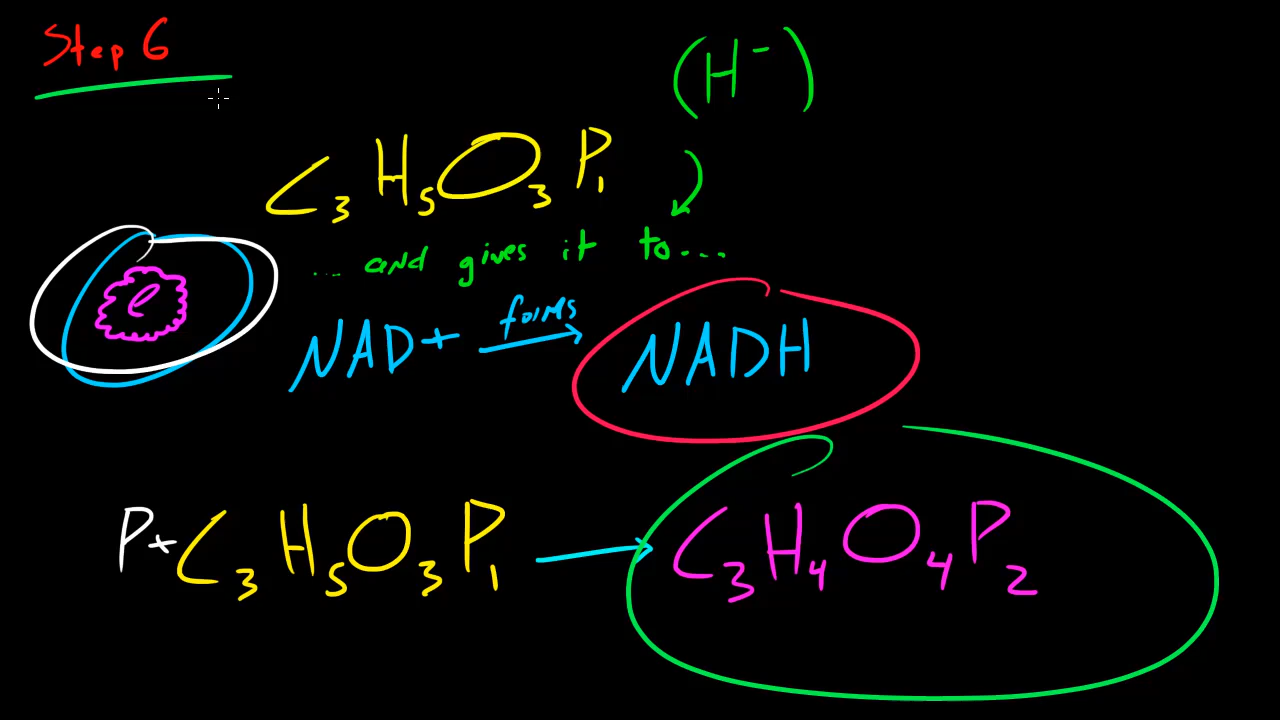 Step 6
(H⁻)
C₃H₅O₃P₁
... and gives it to...
e
forms
NAD+ → NADH
P+C₃H₅O₃P₁ → C₃H₄O₄P₂